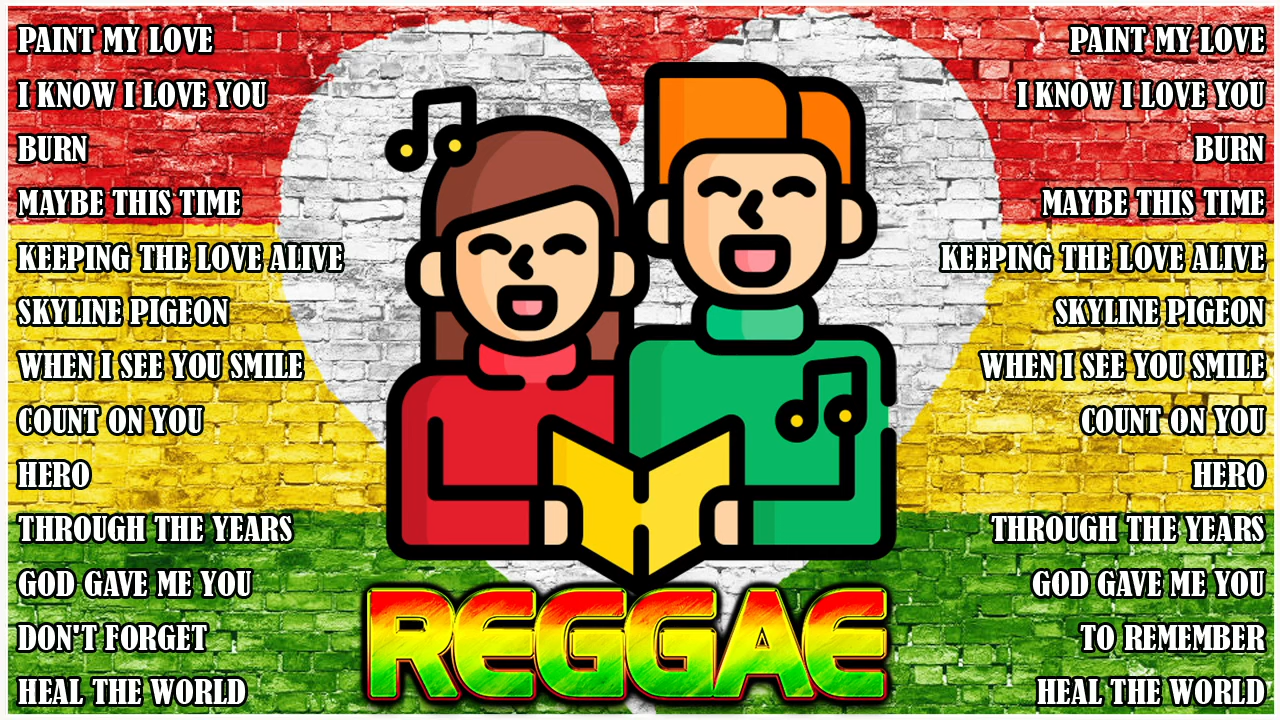 PAINT MY LOVE
I KNOW I LOVE YOU
BURN
MAYBE THIS TIME
KEEPING THE LOVE ALIVE
SKYLINE PIGEON
WHEN I SEE YOU SMILE
COUNT ON YOU
HERO
THROUGH THE YEARS
GOD GAVE ME YOU
DON'T FORGET
HEAL THE WORLD
REGGAE
PAINT MY LOVE
I KNOW I LOVE YOU
BURN
MAYBE THIS TIME
KEEPING THE LOVE ALIVE
SKYLINE PIGEON
WHEN I SEE YOU SMILE
COUNT ON YOU
HERO
THROUGH THE YEARS
GOD GAVE ME YOU
TO REMEMBER
HEAL THE WORLD